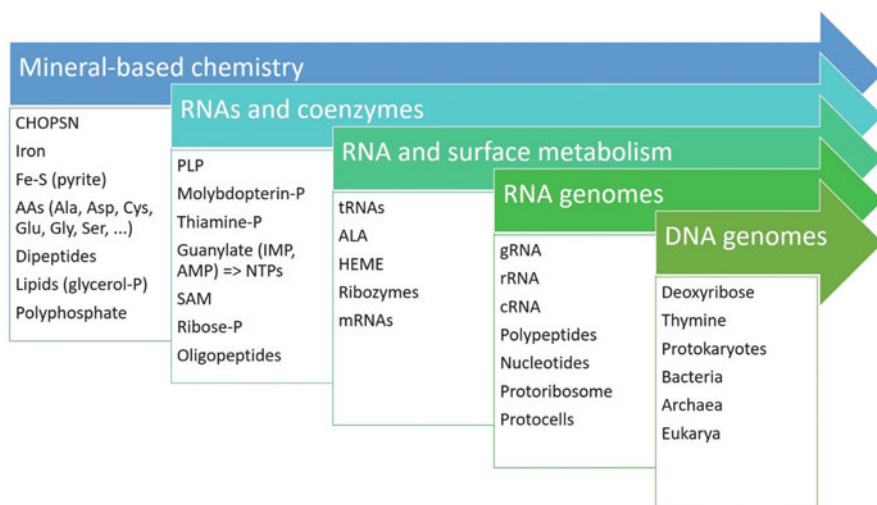 Mineral-based chemistry
CHOPSN
Iron
Fe-S (pyrite)
AAs (Ala, Asp, Cys,
Glu, Gly, Ser, ...)
Dipeptides
Lipids (glycerol-P)
Polyphosphate
RNAs and coenzymes
PLP
Molybdopterin-P
Thiamine-P
Guanylate (IMP,
AMP) => NTPs
SAM
Ribose-P
Oligopeptides
RNA and surface metabolism
tRNAs
ALA
HEME
Ribozymes
mRNAs
RNA genomes
gRNA
rRNA
cRNA
Polypeptides
Nucleotides
Protoribosome
Protocells
DNA genomes
Deoxyribose
Thymine
Protokaryotes
Bacteria
Archaea
Eukarya